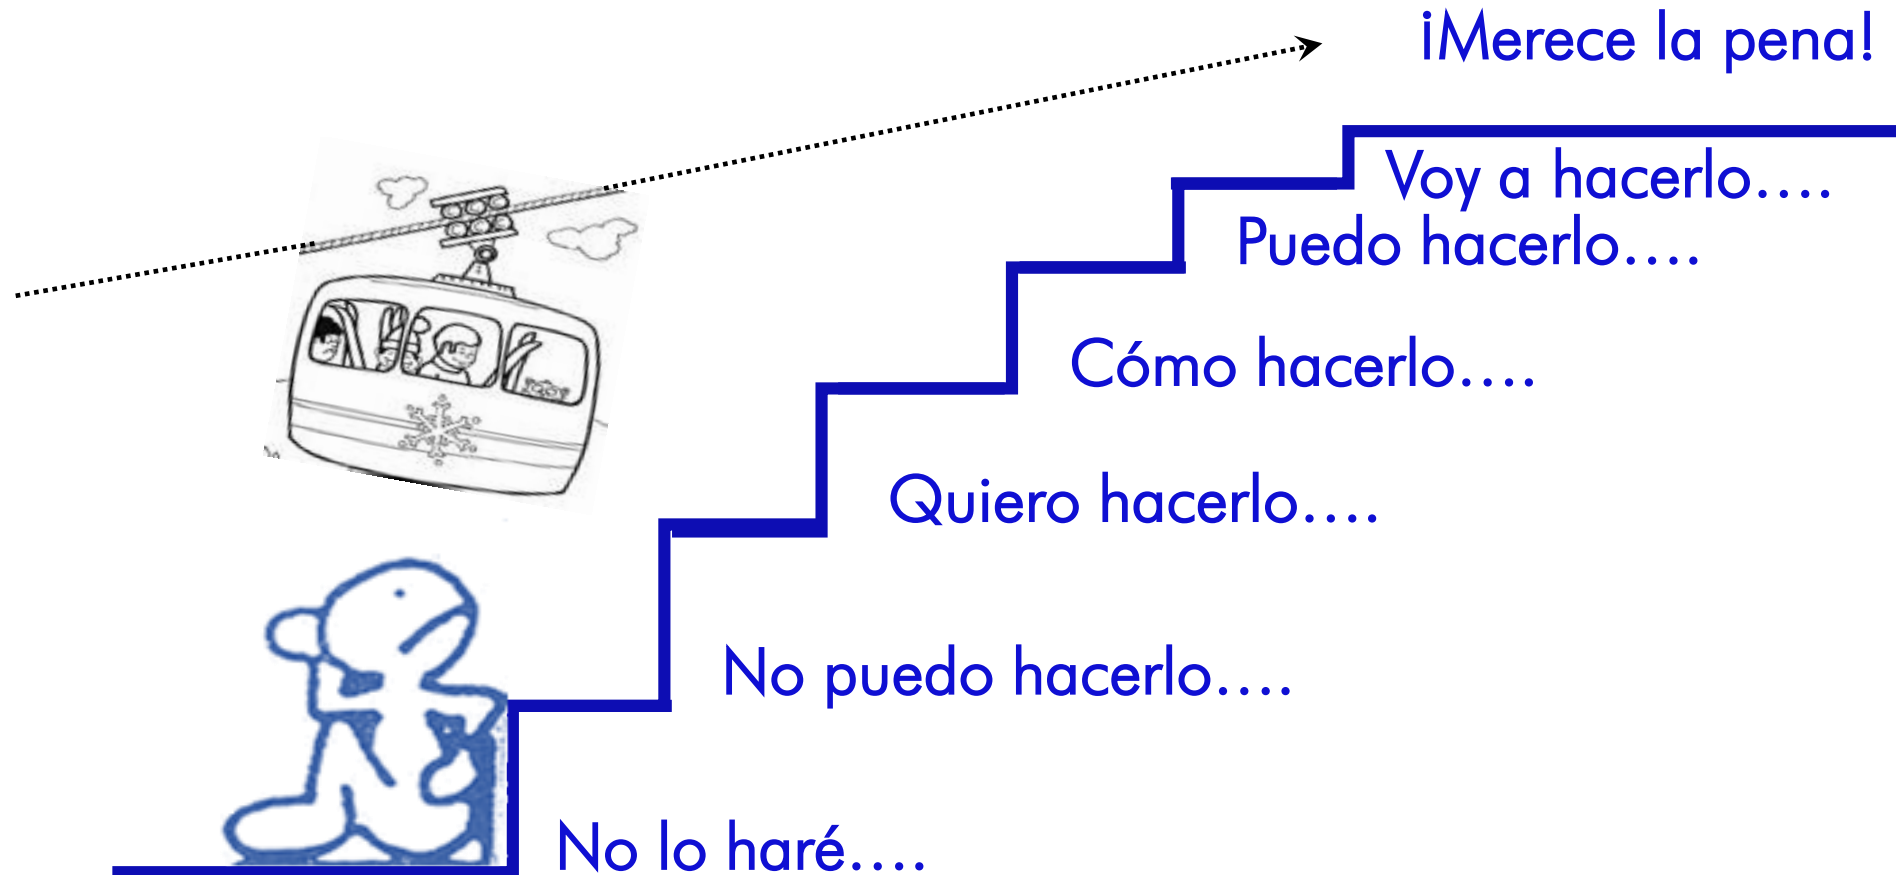 ¡Merece la pena!
Voy a hacerlo....
Puedo hacerlo....
Cómo hacerlo....
Quiero hacerlo....
No puedo hacerlo....
No lo haré....